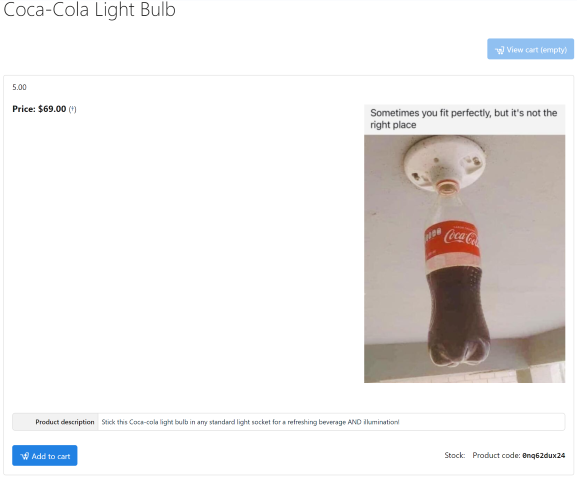 Coca-Cola Light Bulb
View cart (empty)
5.00
Price: $69.00 (¹)
Sometimes you fit perfectly, but it's not the
right place
Coca-Co
Product description Stick this Coca-cola light bulb in any standard light socket for a refreshing beverage AND illumination!
Add to cart
Stock: Product code: 0nq62dux24